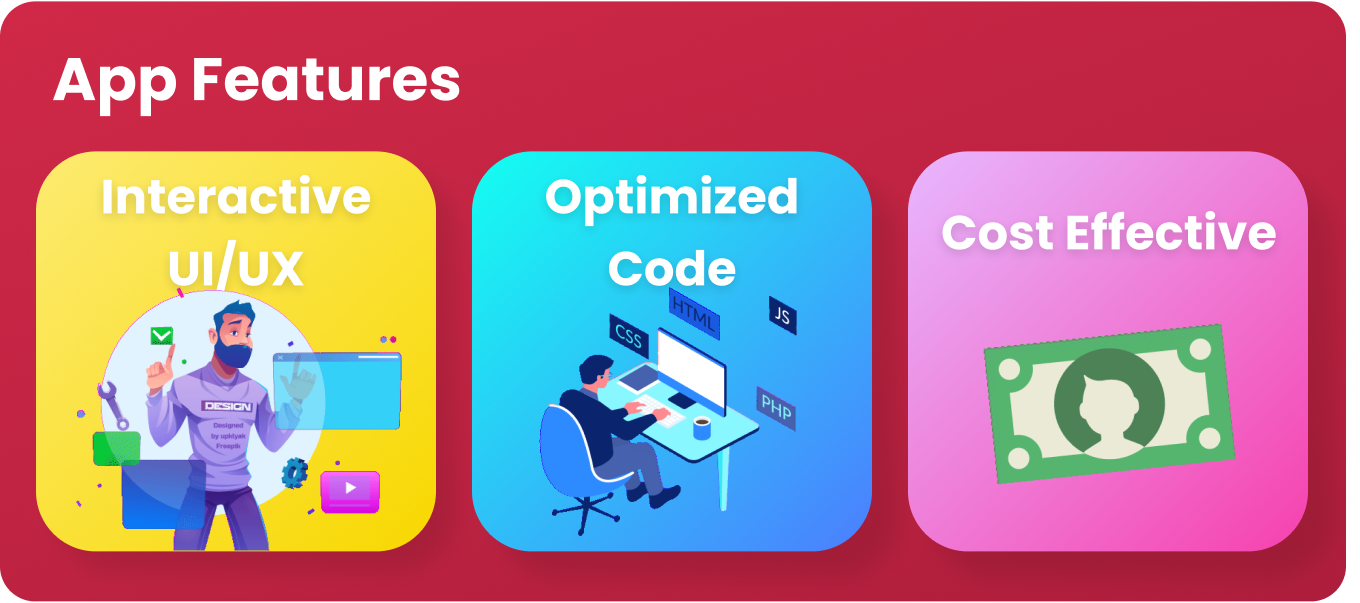 App Features
Interactive
UI/UX
Optimized
Code
Cost Effective
HTML
JS
CSS
PHP
DESIGN
Designed
by upklyak
Freepik